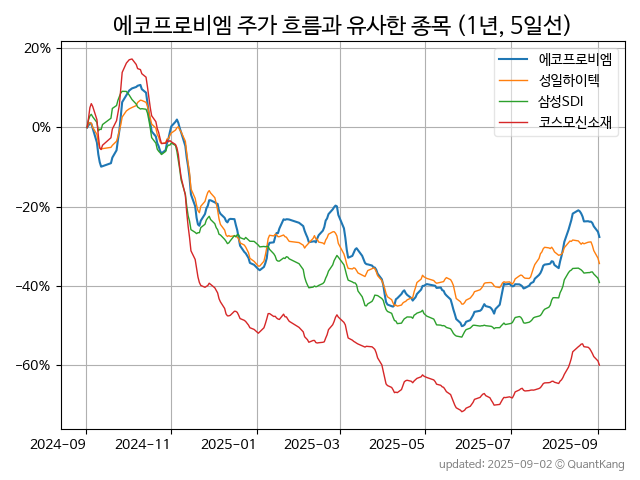 에코프로비엠 주가 흐름과 유사한 종목 (1년, 5일선)
에코프로비엠
성일하이텍
삼성SDI
코스모신소재
20%
0%
−20%
−40%
−60%
2024-09
2024-11
2025-01
2025-03
2025-05
2025-07
2025-09
updated: 2025-09-02 © QuantKang